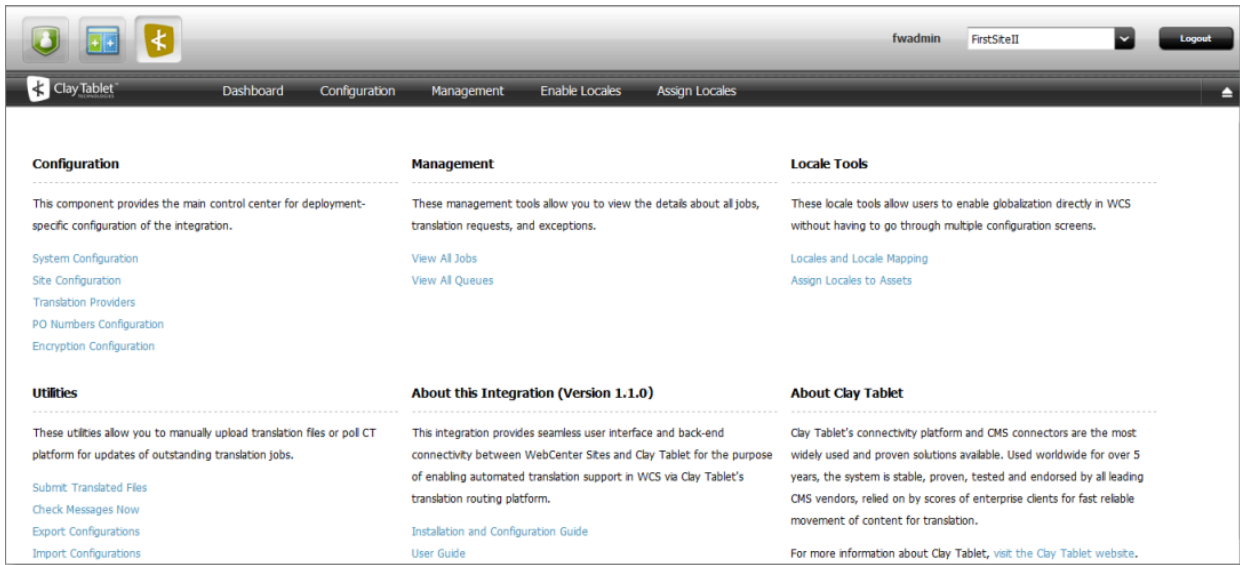 fwadmin FirstSiteII Logout
Clay Tablet™ Dashboard Configuration Management Enable Locales Assign Locales
TECHNOLOGIES
Configuration
This component provides the main control center for deployment-
specific configuration of the integration.
System Configuration
Site Configuration
Translation Providers
PO Numbers Configuration
Encryption Configuration
Management
These management tools allow you to view the details about all jobs,
translation requests, and exceptions.
View All Jobs
View All Queues
Locale Tools
These locale tools allow users to enable globalization directly in WCS
without having to go through multiple configuration screens.
Locales and Locale Mapping
Assign Locales to Assets
Utilities
These utilities allow you to manually upload translation files or poll CT
platform for updates of outstanding translation jobs.
Submit Translated Files
Check Messages Now
Export Configurations
Import Configurations
About this Integration (Version 1.1.0)
This integration provides seamless user interface and back-end
connectivity between WebCenter Sites and Clay Tablet for the purpose
of enabling automated translation support in WCS via Clay Tablet's
translation routing platform.
Installation and Configuration Guide
User Guide
About Clay Tablet
Clay Tablet's connectivity platform and CMS connectors are the most
widely used and proven solutions available. Used worldwide for over 5
years, the system is stable, proven, tested and endorsed by all leading
CMS vendors, relied on by scores of enterprise clients for fast reliable
movement of content for translation.
For more information about Clay Tablet, visit the Clay Tablet website.